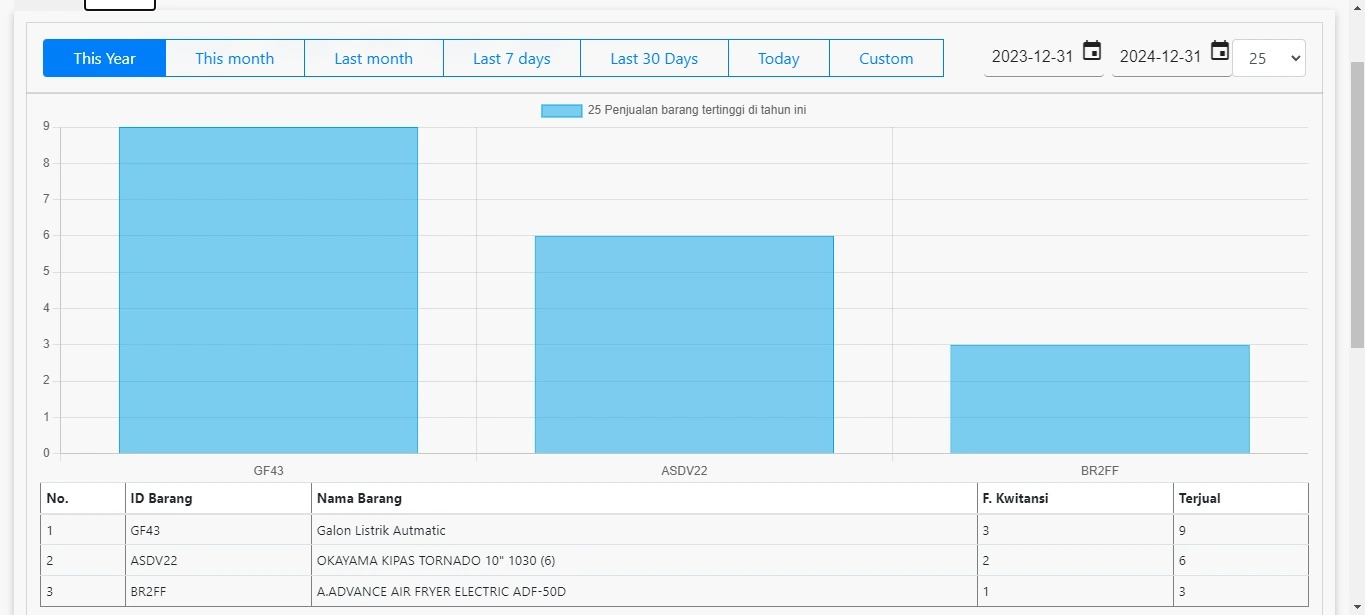 This Year This month Last month Last 7 days Last 30 Days Today Custom 2023-12-31 2024-12-31 25
25 Penjualan barang tertinggi di tahun ini
9
8
7
6
5
4
3
2
1
0
GF43 ASDV22 BR2FF
No. ID Barang Nama Barang F. Kwitansi Terjual
1 GF43 Galon Listrik Autmatic 3 9
2 ASDV22 OKAYAMA KIPAS TORNADO 10" 1030 (6) 2 6
3 BR2FF A.ADVANCE AIR FRYER ELECTRIC ADF-50D 1 3